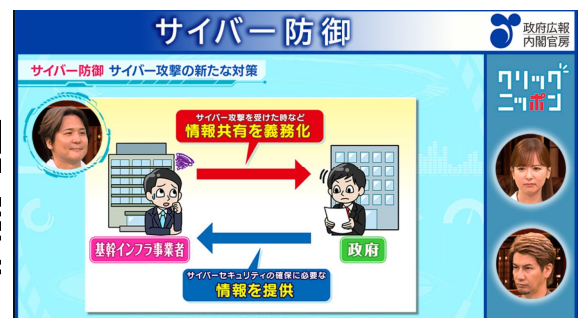 サイバー防御
政府広報
内閣官房
サイバー防御 サイバー攻撃の新たな対策
クリック
ニッポン
サイバー攻撃を受けた時など
情報共有を義務化
基幹インフラ事業者
政府
サイバーセキュリティの確保に必要な
情報を提供